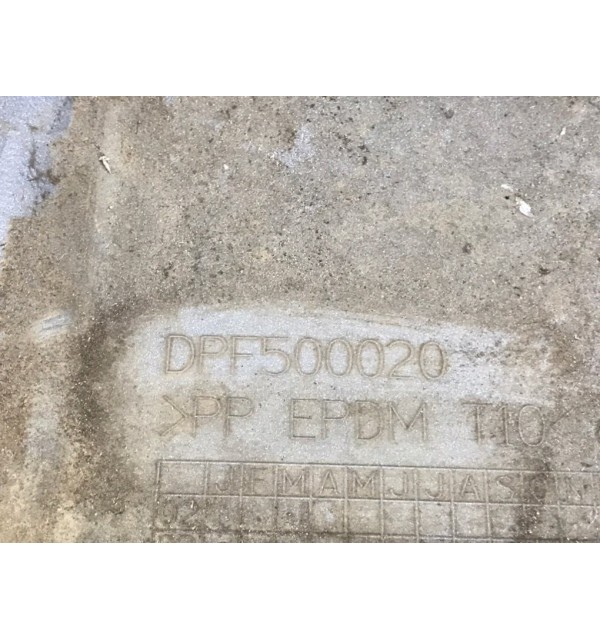 DPF500020
>PP EPDM T10<
J F M A M J J A S